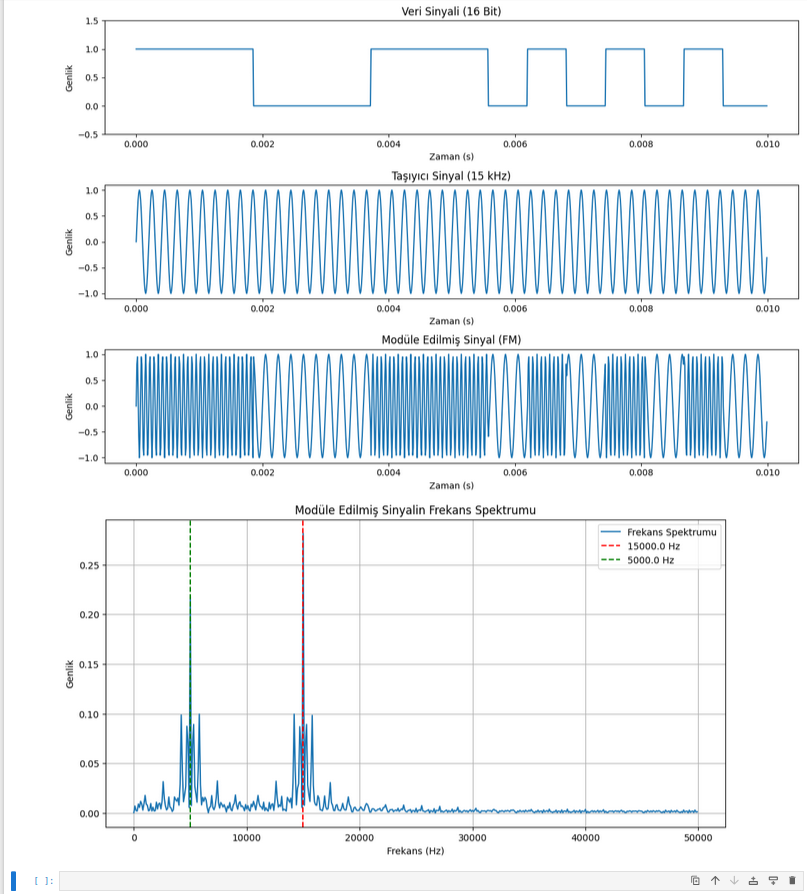 Veri Sinyali (16 Bit)
1.5
1.0
0.5
0.0
−0.5
Genlik
0.000 0.002 0.004 0.006 0.008 0.010
Zaman (s)
Taşıyıcı Sinyal (15 kHz)
1.0
0.5
0.0
−0.5
−1.0
Genlik
0.000 0.002 0.004 0.006 0.008 0.010
Zaman (s)
Modüle Edilmiş Sinyal (FM)
1.0
0.5
0.0
−0.5
−1.0
Genlik
0.000 0.002 0.004 0.006 0.008 0.010
Zaman (s)
Modüle Edilmiş Sinyalin Frekans Spektrumu
Frekans Spektrumu
15000.0 Hz
5000.0 Hz
0.25
0.20
0.15
0.10
0.05
0.00
Genlik
0 10000 20000 30000 40000 50000
Frekans (Hz)
[ ]: